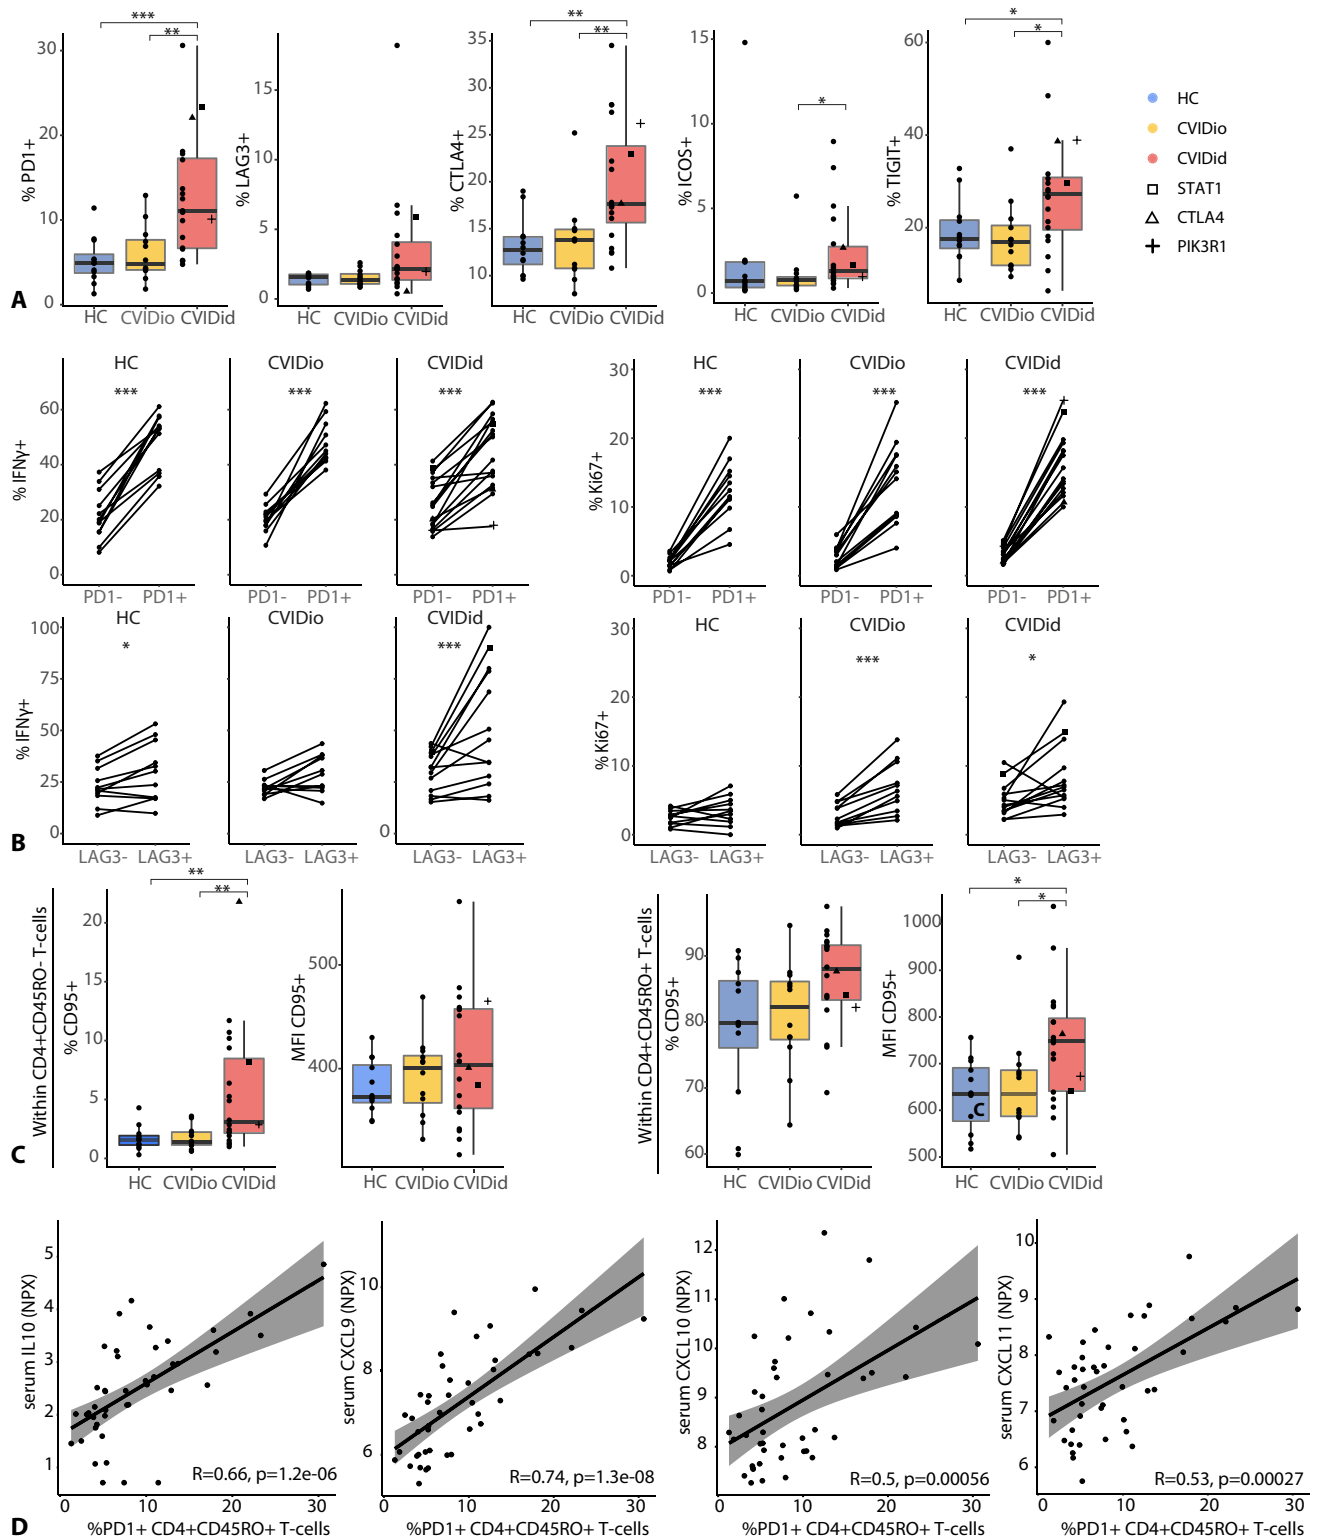 ***
**
% PD1+
30
20
10
0
HC
CVIDio
CVIDid
A
% LAG3+
15
10
5
0
HC
CVIDio
CVIDid
**
**
% CTLA4+
35
30
25
20
15
10
HC
CVIDio
CVIDid
*
% ICOS+
15
10
5
0
HC
CVIDio
CVIDid
*
*
% TIGIT+
60
40
20
HC
CVIDio
CVIDid
HC
CVIDio
CVIDid
STAT1
CTLA4
PIK3R1
HC
CVIDio
CVIDid
***
***
***
% IFNγ+
60
40
20
0
PD1- PD1+
PD1- PD1+
PD1- PD1+
HC
CVIDio
CVIDid
***
***
***
% Ki67+
30
20
10
0
PD1- PD1+
PD1- PD1+
PD1- PD1+
HC
CVIDio
CVIDid
*
***
% IFNγ+
100
75
50
25
0
0
LAG3- LAG3+
LAG3- LAG3+
LAG3- LAG3+
B
HC
CVIDio
CVIDid
***
*
% Ki67+
30
20
10
0
LAG3- LAG3+
LAG3- LAG3+
LAG3- LAG3+
Within CD4+CD45RO- T-cells
**
**
% CD95+
20
15
10
5
0
HC
CVIDio
CVIDid
C
MFI CD95+
500
400
HC
CVIDio
CVIDid
Within CD4+CD45RO+ T-cells
% CD95+
90
80
70
60
HC
CVIDio
CVIDid
*
*
MFI CD95+
1000
900
800
700
600
500
C
HC
CVIDio
CVIDid
serum IL10 (NPX)
5
4
3
2
1
R=0.66, p=1.2e-06
0
10
20
30
%PD1+ CD4+CD45RO+ T-cells
D
serum CXCL9 (NPX)
10
8
6
R=0.74, p=1.3e-08
0
10
20
30
%PD1+ CD4+CD45RO+ T-cells
serum CXCL10 (NPX)
12
11
10
9
8
R=0.5, p=0.00056
0
10
20
30
%PD1+ CD4+CD45RO+ T-cells
serum CXCL11 (NPX)
10
9
8
7
6
R=0.53, p=0.00027
0
10
20
30
%PD1+ CD4+CD45RO+ T-cells